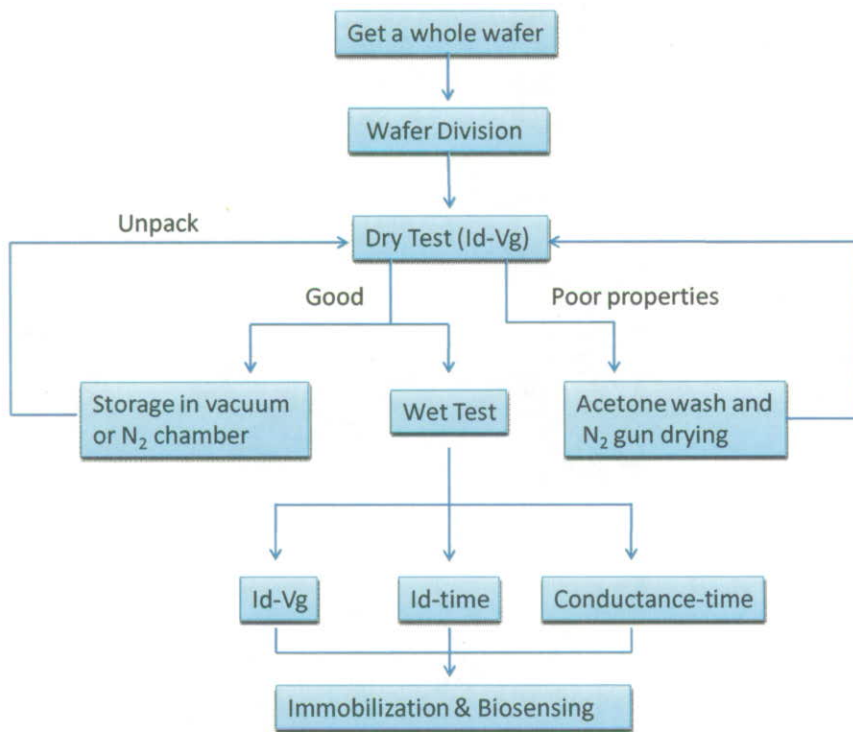 Get a whole wafer
Wafer Division
Unpack
Dry Test (Id-Vg)
Good
Poor properties
Storage in vacuum
or N₂ chamber
Wet Test
Acetone wash and
N₂ gun drying
Id-Vg
Id-time
Conductance-time
Immobilization & Biosensing